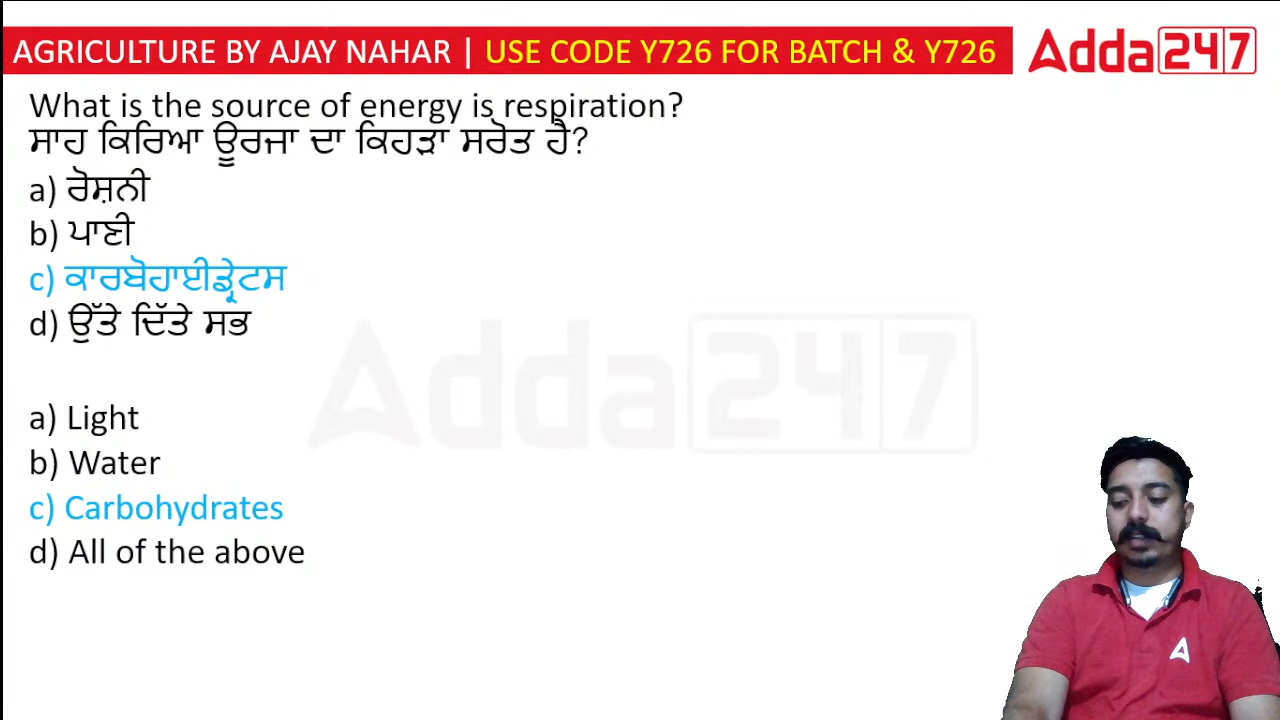 AGRICULTURE BY AJAY NAHAR | USE CODE Y726 FOR BATCH & Y726
Adda247
What is the source of energy is respiration?
ਸਾਹ ਕਿਰਿਆ ਊਰਜਾ ਦਾ ਕਿਹੜਾ ਸਰੋਤ ਹੈ?
a) ਰੋਸ਼ਨੀ
b) ਪਾਣੀ
c) ਕਾਰਬੋਹਾਈਡ੍ਰੇਟਸ
d) ਉੱਤੇ ਦਿੱਤੇ ਸਭ
Adda247
a) Light
b) Water
c) Carbohydrates
d) All of the above